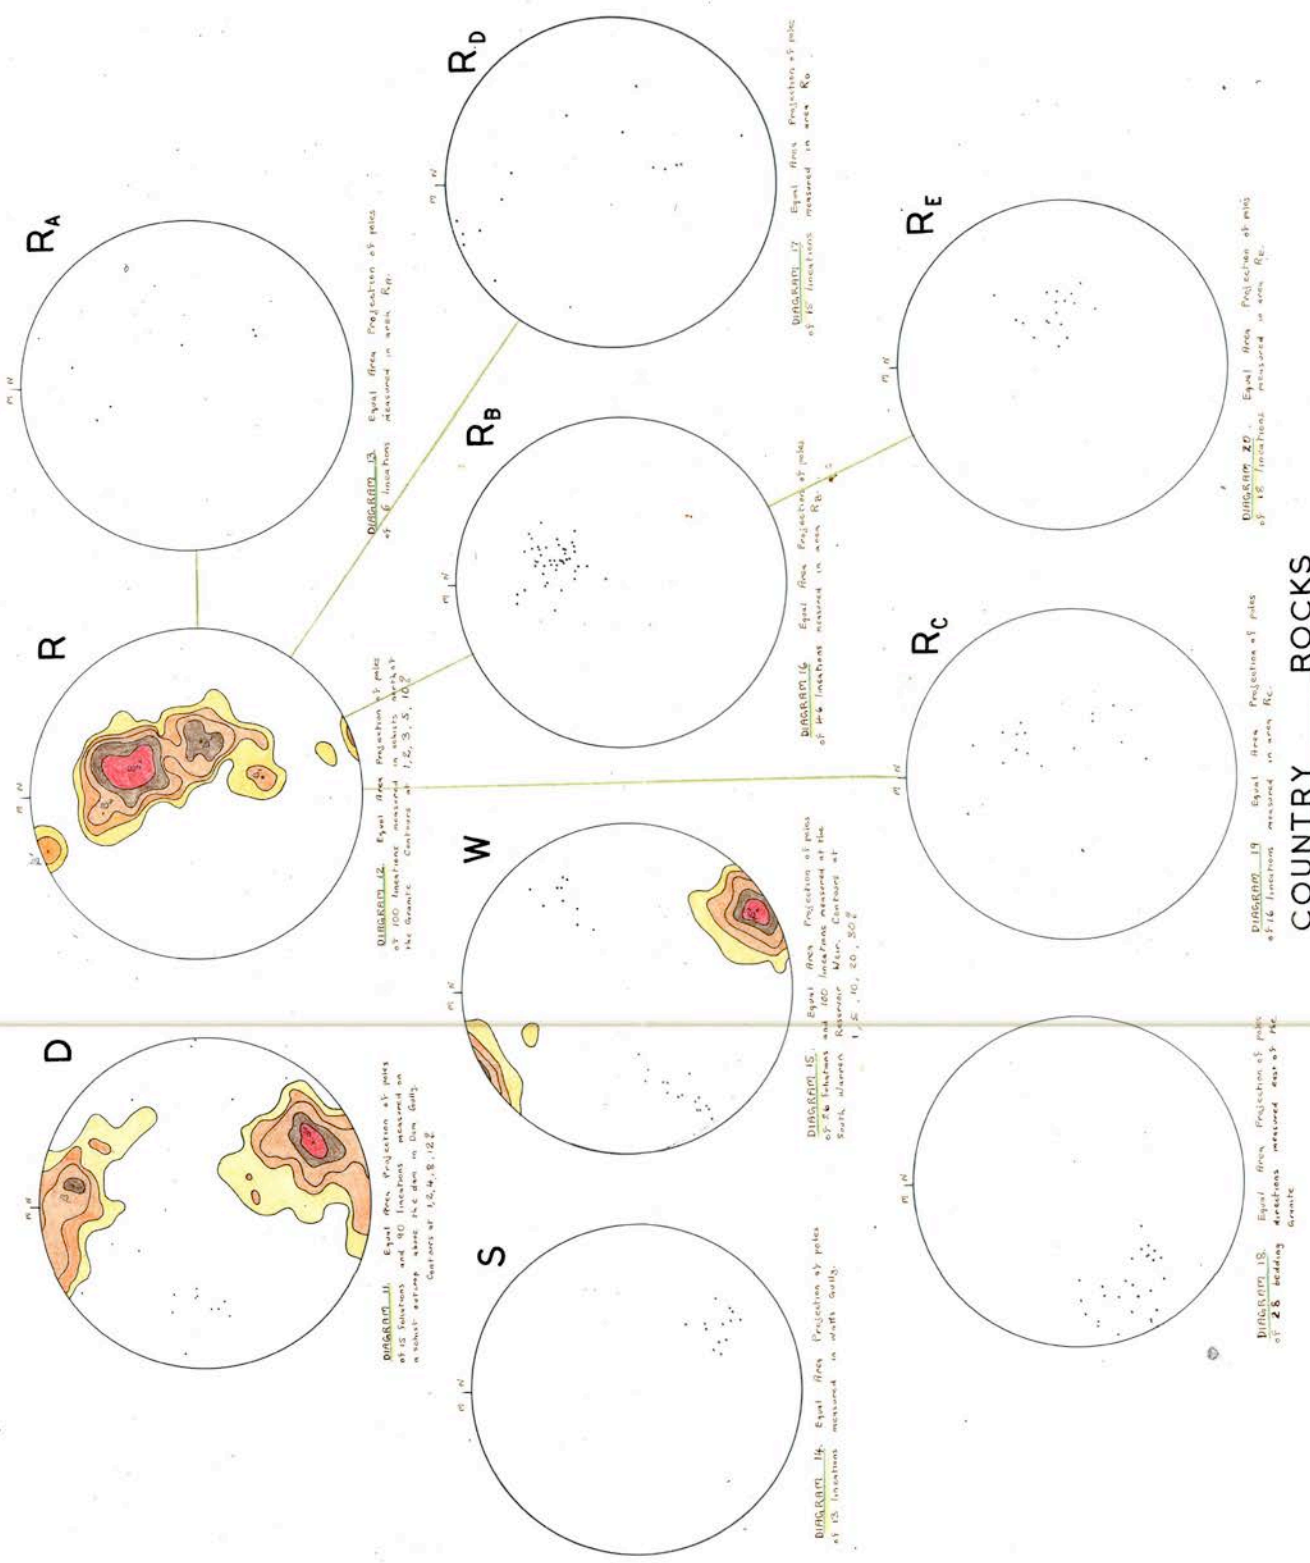 D
M N
DIAGRAM 11. Equal Area Projection of poles
of 15 foliations and 90 lineations measured on
a schist outcrop above the dam in Dam Gully.
Contours at 1, 2, 4, 8, 12%
R
M N
DIAGRAM 12. Equal Area Projection of poles
of 100 lineations measured in schists north of
the Granite Contours at 1, 2, 3, 5, 10%
RA
M N
DIAGRAM 13. Equal Area Projection of poles
of 6 lineations measured in area RA.
S
M N
DIAGRAM 14. Equal Area Projection of poles
of 13 lineations measured in Watts Gully.
W
M N
DIAGRAM 15. Equal Area Projection of poles
of 26 foliations and 100 lineations measured at the
South Warren Reservoir Weir. Contours at
1, 5, 10, 20, 30%
RB
M N
DIAGRAM 16 Equal Area Projection of poles
of 46 lineations measured in area RB.
RD
M N
DIAGRAM 17 Equal Area Projection of poles
of 15 lineations measured in area RD
M N
DIAGRAM 18. Equal Area Projection of poles
of 28 bedding directions measured east of the
Granite
RC
M N
DIAGRAM 19 Equal Area Projection of poles
of 16 lineations measured in area RC.
RE
M N
DIAGRAM 20. Equal Area Projection of poles
of 18 lineations measured in area RE.
COUNTRY ROCKS